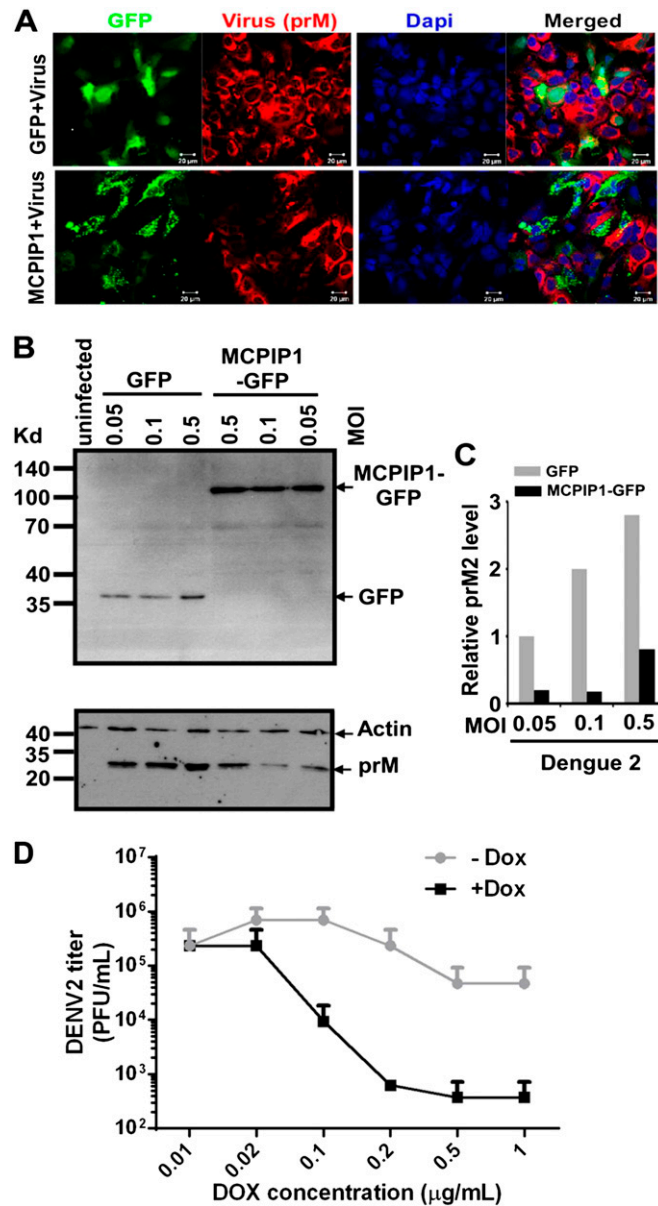 A
GFP Virus (prM) Dapi Merged
GFP+Virus
20 µm 20 µm 20 µm 20 µm
MCPIP1+Virus
20 µm 20 µm 20 µm 20 µm
B
uninfected GFP MCPIP1
-GFP
0.05 0.1 0.5 0.5 0.1 0.05 MOI
Kd
140
100
70
40
35
MCPIP1-
GFP
GFP
40
35
20
Actin
prM
C
GFP
MCPIP1-GFP
Relative prM2 level
3
2
1
0
MOI 0.05 0.1 0.5
Dengue 2
D
- Dox
+Dox
DENV2 titer
(PFU/mL)
10⁷
10⁶
10⁵
10⁴
10³
10²
0.01 0.02 0.1 0.2 0.5 1
DOX concentration (µg/mL)